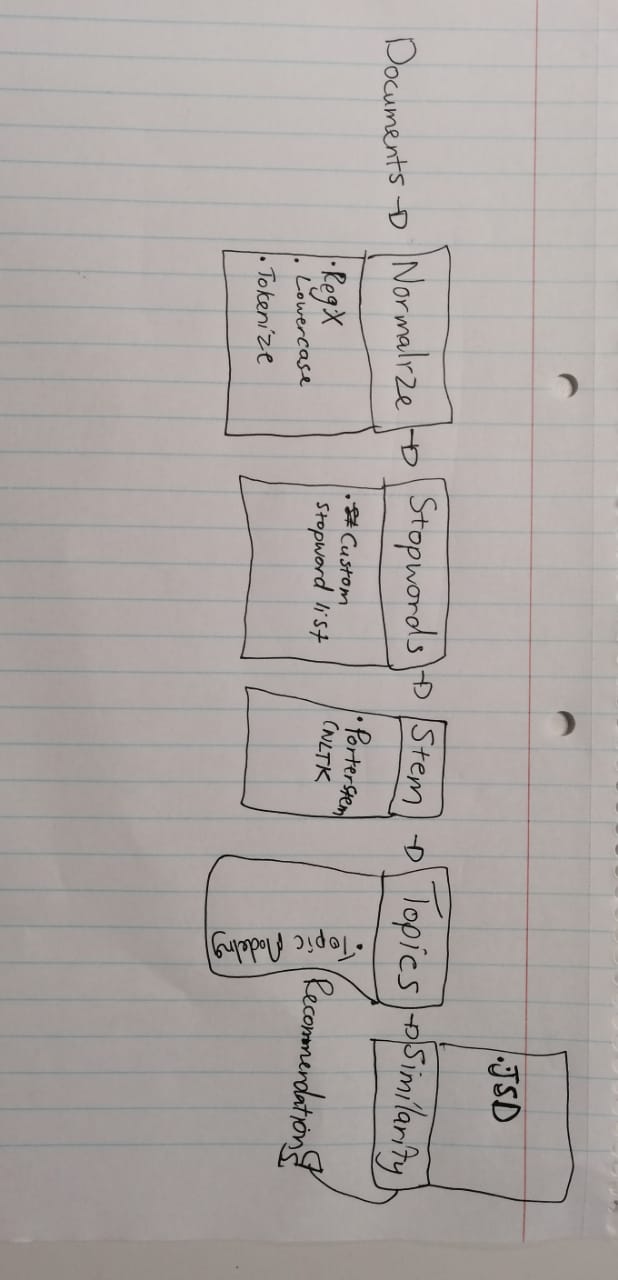 Documents →
Normalize →
• RegX
• Lowercase
• Tokenize
Stopwords →
• Custom
stopword list
Stem →
• Porterstem
(NLTK
Topics →
• Topic
Modeling
Similarity
• JSD
Recommendations